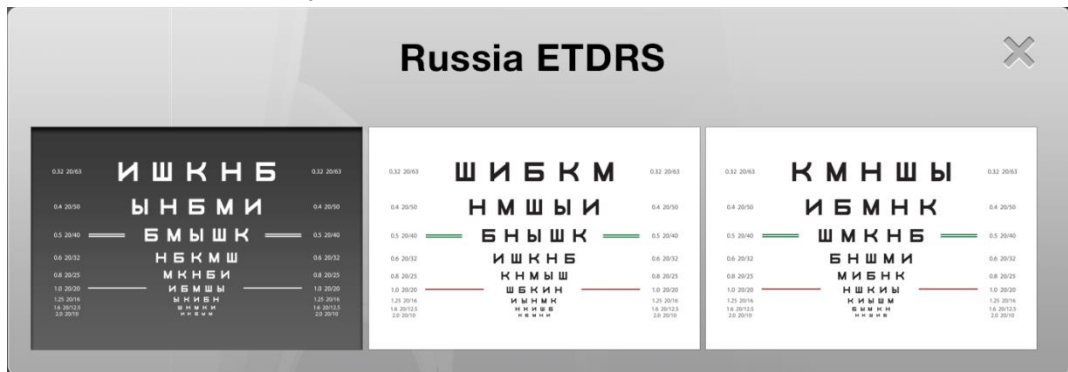 Russia ETDRS
0.32 20/63 ИШКНБ 0.32 20/63
0.4 20/50 ЫНБМИ 0.4 20/50
0.5 20/40 БМЫШК 0.5 20/40
0.6 20/32 НБКМШ 0.6 20/32
0.8 20/25 МКНБИ 0.8 20/25
1.0 20/20 ИБМШЫ 1.0 20/20
1.25 20/16 ЫКИБН 1.25 20/16
1.6 20/12.5 1.6 20/12.5
2.0 20/10 2.0 20/10
0.32 20/63 ШИБКМ 0.32 20/63
0.4 20/50 НМШЫИ 0.4 20/50
0.5 20/40 БНЫШК 0.5 20/40
0.6 20/32 ИШКНБ 0.6 20/32
0.8 20/25 КНМЫШ 0.8 20/25
1.0 20/20 ШБКИН 1.0 20/20
1.25 20/16 ИЫНМК 1.25 20/16
1.6 20/12.5 НКИШБ 1.6 20/12.5
2.0 20/10 2.0 20/10
0.32 20/63 КМНШЫ 0.32 20/63
0.4 20/50 ИБМНК 0.4 20/50
0.5 20/40 ШМКНБ 0.5 20/40
0.6 20/32 БНШМИ 0.6 20/32
0.8 20/25 МИБНК 0.8 20/25
1.0 20/20 НШКИЫ 1.0 20/20
1.25 20/16 КИЫШМ 1.25 20/16
1.6 20/12.5 1.6 20/12.5
2.0 20/10 2.0 20/10